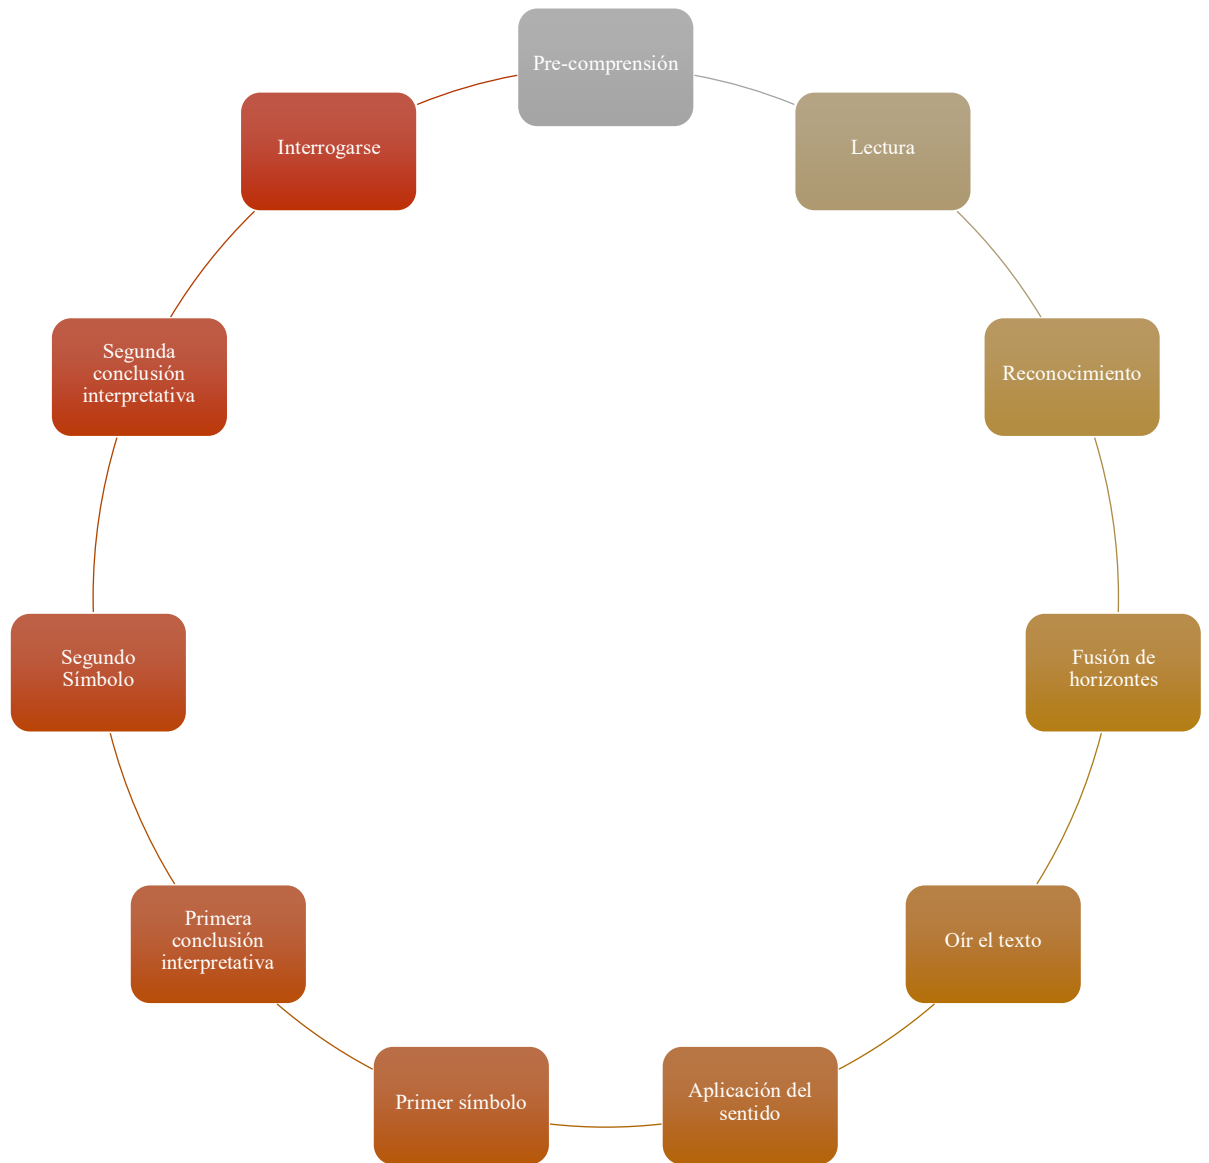 Pre-comprensión
Lectura
Reconocimiento
Fusión de
horizontes
Oír el texto
Aplicación del
sentido
Primer símbolo
Primera
conclusión
interpretativa
Segundo
Símbolo
Segunda
conclusión
interpretativa
Interrogarse